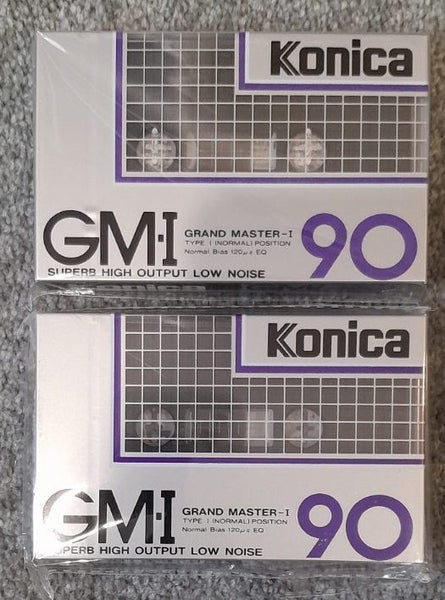 Konica
GM-I GRAND MASTER-I 90
TYPE I (NORMAL) POSITION
Normal Bias 120μs EQ
SUPERB HIGH OUTPUT LOW NOISE
Konica
Konica
GM-I GRAND MASTER-I 90
TYPE I (NORMAL) POSITION
Normal Bias 120μs EQ
SUPERB HIGH OUTPUT LOW NOISE